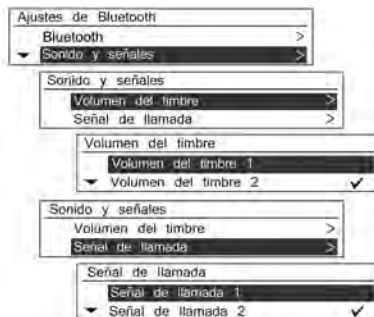 Ajustes de Bluetooth
Bluetooth >
Sonido y señales >
Sonido y señales
Volumen del timbre >
Señal de llamada >
Volumen del timbre
Volumen del timbre 1
Volumen del timbre 2 ✓
Sonido y señales
Volumen del timbre >
Señal de llamada >
Señal de llamada
Señal de llamada 1
Señal de llamada 2 ✓